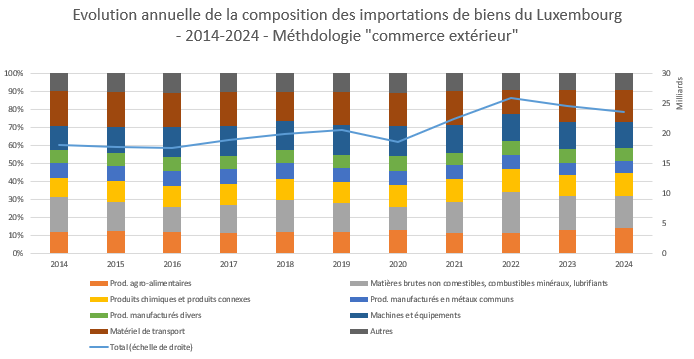 Evolution annuelle de la composition des importations de biens du Luxembourg
- 2014-2024 - Méthdologie "commerce extérieur"
100%
90%
80%
70%
60%
50%
40%
30%
20%
10%
0%
30
25
20
15
10
5
0
Milliards
2014 2015 2016 2017 2018 2019 2020 2021 2022 2023 2024
Prod. agro-alimentaires
Matières brutes non comestibles, combustibles minéraux, lubrifiants
Produits chimiques et produits connexes
Prod. manufacturés en métaux communs
Prod. manufacturés divers
Machines et équipements
Matériel de transport
Autres
Total (échelle de droite)